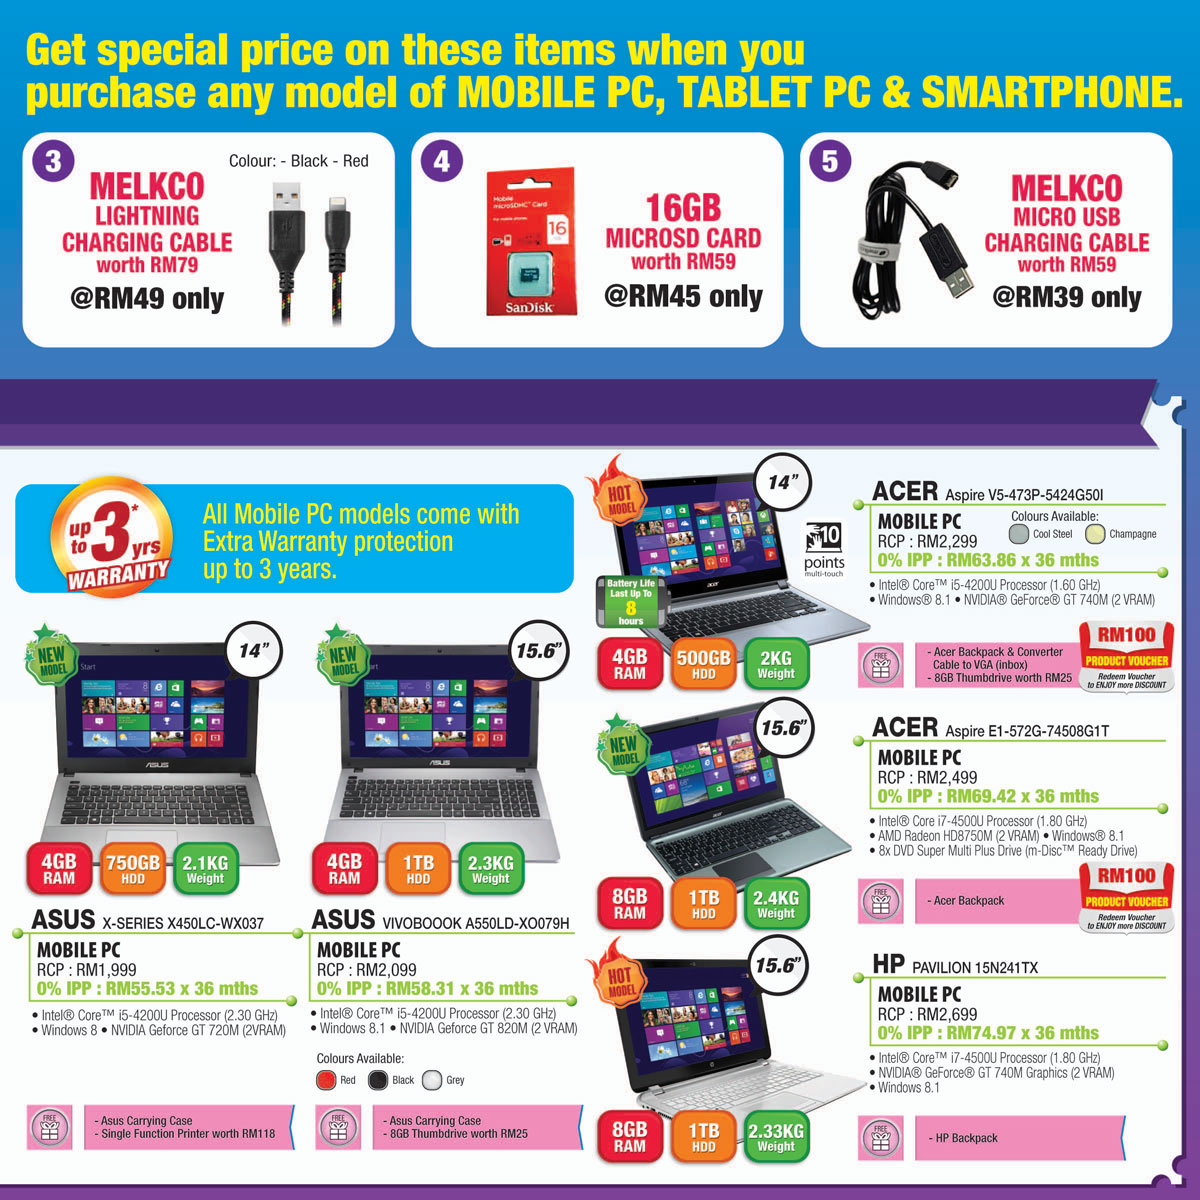 Get special price on these items when you
purchase any model of MOBILE PC, TABLET PC & SMARTPHONE.
3
Colour: - Black - Red
MELKCO
LIGHTNING
CHARGING CABLE
worth RM79
@RM49 only
4
Mobile
microSDHC Card
For mobile phones
16
SanDisk
16GB
MICROSD CARD
worth RM59
@RM45 only
5
MELKCO
MICRO USB
CHARGING CABLE
worth RM59
@RM39 only
up to 3* yrs
WARRANTY
All Mobile PC models come with
Extra Warranty protection
up to 3 years.
NEW
MODEL
14"
Start
ASUS
4GB
RAM
750GB
HDD
2.1KG
Weight
ASUS X-SERIES X450LC-WX037
MOBILE PC
RCP : RM1,999
0% IPP : RM55.53 x 36 mths
• Intel® Core™ i5-4200U Processor (2.30 GHz)
• Windows 8 • NVIDIA Geforce GT 720M (2VRAM)
FREE
- Asus Carrying Case
- Single Function Printer worth RM118
NEW
MODEL
15.6"
ASUS
4GB
RAM
1TB
HDD
2.3KG
Weight
ASUS VIVOBOOOK A550LD-XO079H
MOBILE PC
RCP : RM2,099
0% IPP : RM58.31 x 36 mths
• Intel® Core™ i5-4200U Processor (2.30 GHz)
• Windows 8.1 • NVIDIA Geforce GT 820M (2 VRAM)
Colours Available:
Red Black Grey
FREE
- Asus Carrying Case
- 8GB Thumbdrive worth RM25
HOT
MODEL
14"
10
points
multi-touch
Battery Life
Last Up To
8
hours
acer
4GB
RAM
500GB
HDD
2KG
Weight
ACER Aspire V5-473P-5424G50I
MOBILE PC
RCP : RM2,299
Colours Available:
Cool Steel Champagne
0% IPP : RM63.86 x 36 mths
• Intel® Core™ i5-4200U Processor (1.60 GHz)
• Windows® 8.1 • NVIDIA® GeForce® GT 740M (2 VRAM)
FREE
- Acer Backpack & Converter
Cable to VGA (inbox)
- 8GB Thumbdrive worth RM25
RM100
PRODUCT VOUCHER
Redeem Voucher
to ENJOY more DISCOUNT
NEW
MODEL
15.6"
acer
8GB
RAM
1TB
HDD
2.4KG
Weight
ACER Aspire E1-572G-74508G1T
MOBILE PC
RCP : RM2,499
0% IPP : RM69.42 x 36 mths
• Intel® Core i7-4500U Processor (1.80 GHz)
• AMD Radeon HD8750M (2 VRAM) • Windows® 8.1
• 8x DVD Super Multi Plus Drive (m-Disc™ Ready Drive)
FREE
- Acer Backpack
RM100
PRODUCT VOUCHER
Redeem Voucher
to ENJOY more DISCOUNT
HOT
MODEL
15.6"
8GB
RAM
1TB
HDD
2.33KG
Weight
HP PAVILION 15N241TX
MOBILE PC
RCP : RM2,699
0% IPP : RM74.97 x 36 mths
• Intel® Core™ i7-4500U Processor (1.80 GHz)
• NVIDIA® GeForce® GT 740M Graphics (2 VRAM)
• Windows 8.1
FREE
- HP Backpack